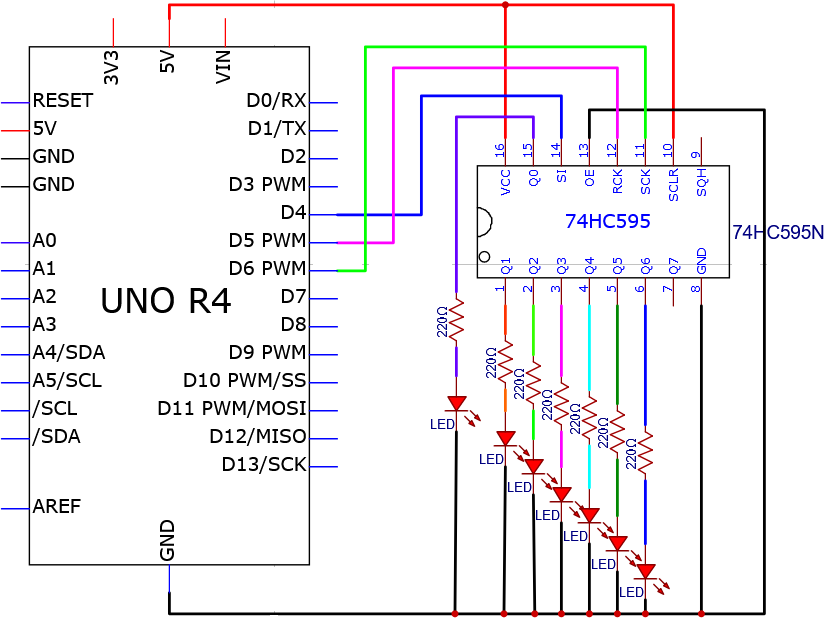 3V3
5V
VIN
RESET
5V
GND
GND
A0
A1
A2
A3
A4/SDA
A5/SCL
/SCL
/SDA
AREF
UNO R4
GND
D0/RX
D1/TX
D2
D3 PWM
D4
D5 PWM
D6 PWM
D7
D8
D9 PWM
D10 PWM/SS
D11 PWM/MOSI
D12/MISO
D13/SCK
16 15 14 13 12 11 10 9
VCC Q0 SI OE RCK SCK SCLR SQH
74HC595
74HC595N
Q1 Q2 Q3 Q4 Q5 Q6 Q7 GND
1 2 3 4 5 6 7 8
220Ω
220Ω
220Ω
220Ω
220Ω
220Ω
220Ω
LED
LED
LED
LED
LED
LED
LED